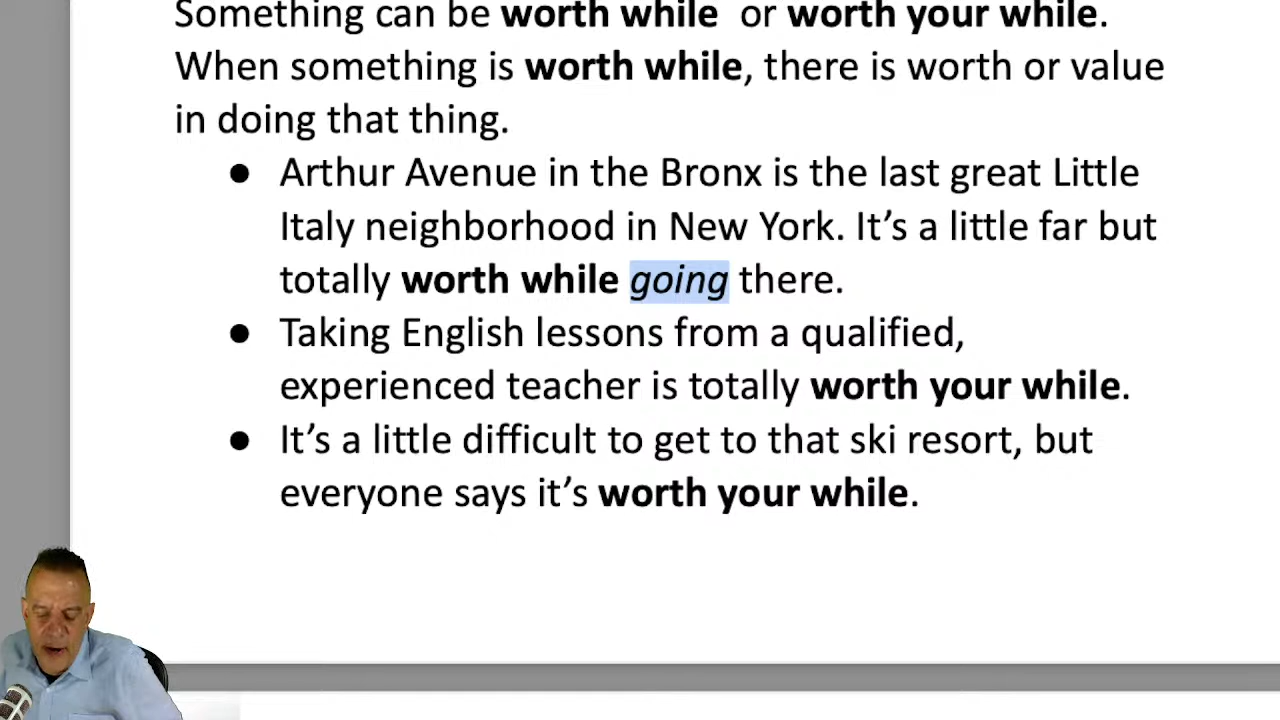 Something can be worth while or worth your while.
When something is worth while, there is worth or value
in doing that thing.
● Arthur Avenue in the Bronx is the last great Little
Italy neighborhood in New York. It’s a little far but
totally worth while going there.
● Taking English lessons from a qualified,
experienced teacher is totally worth your while.
● It’s a little difficult to get to that ski resort, but
everyone says it’s worth your while.